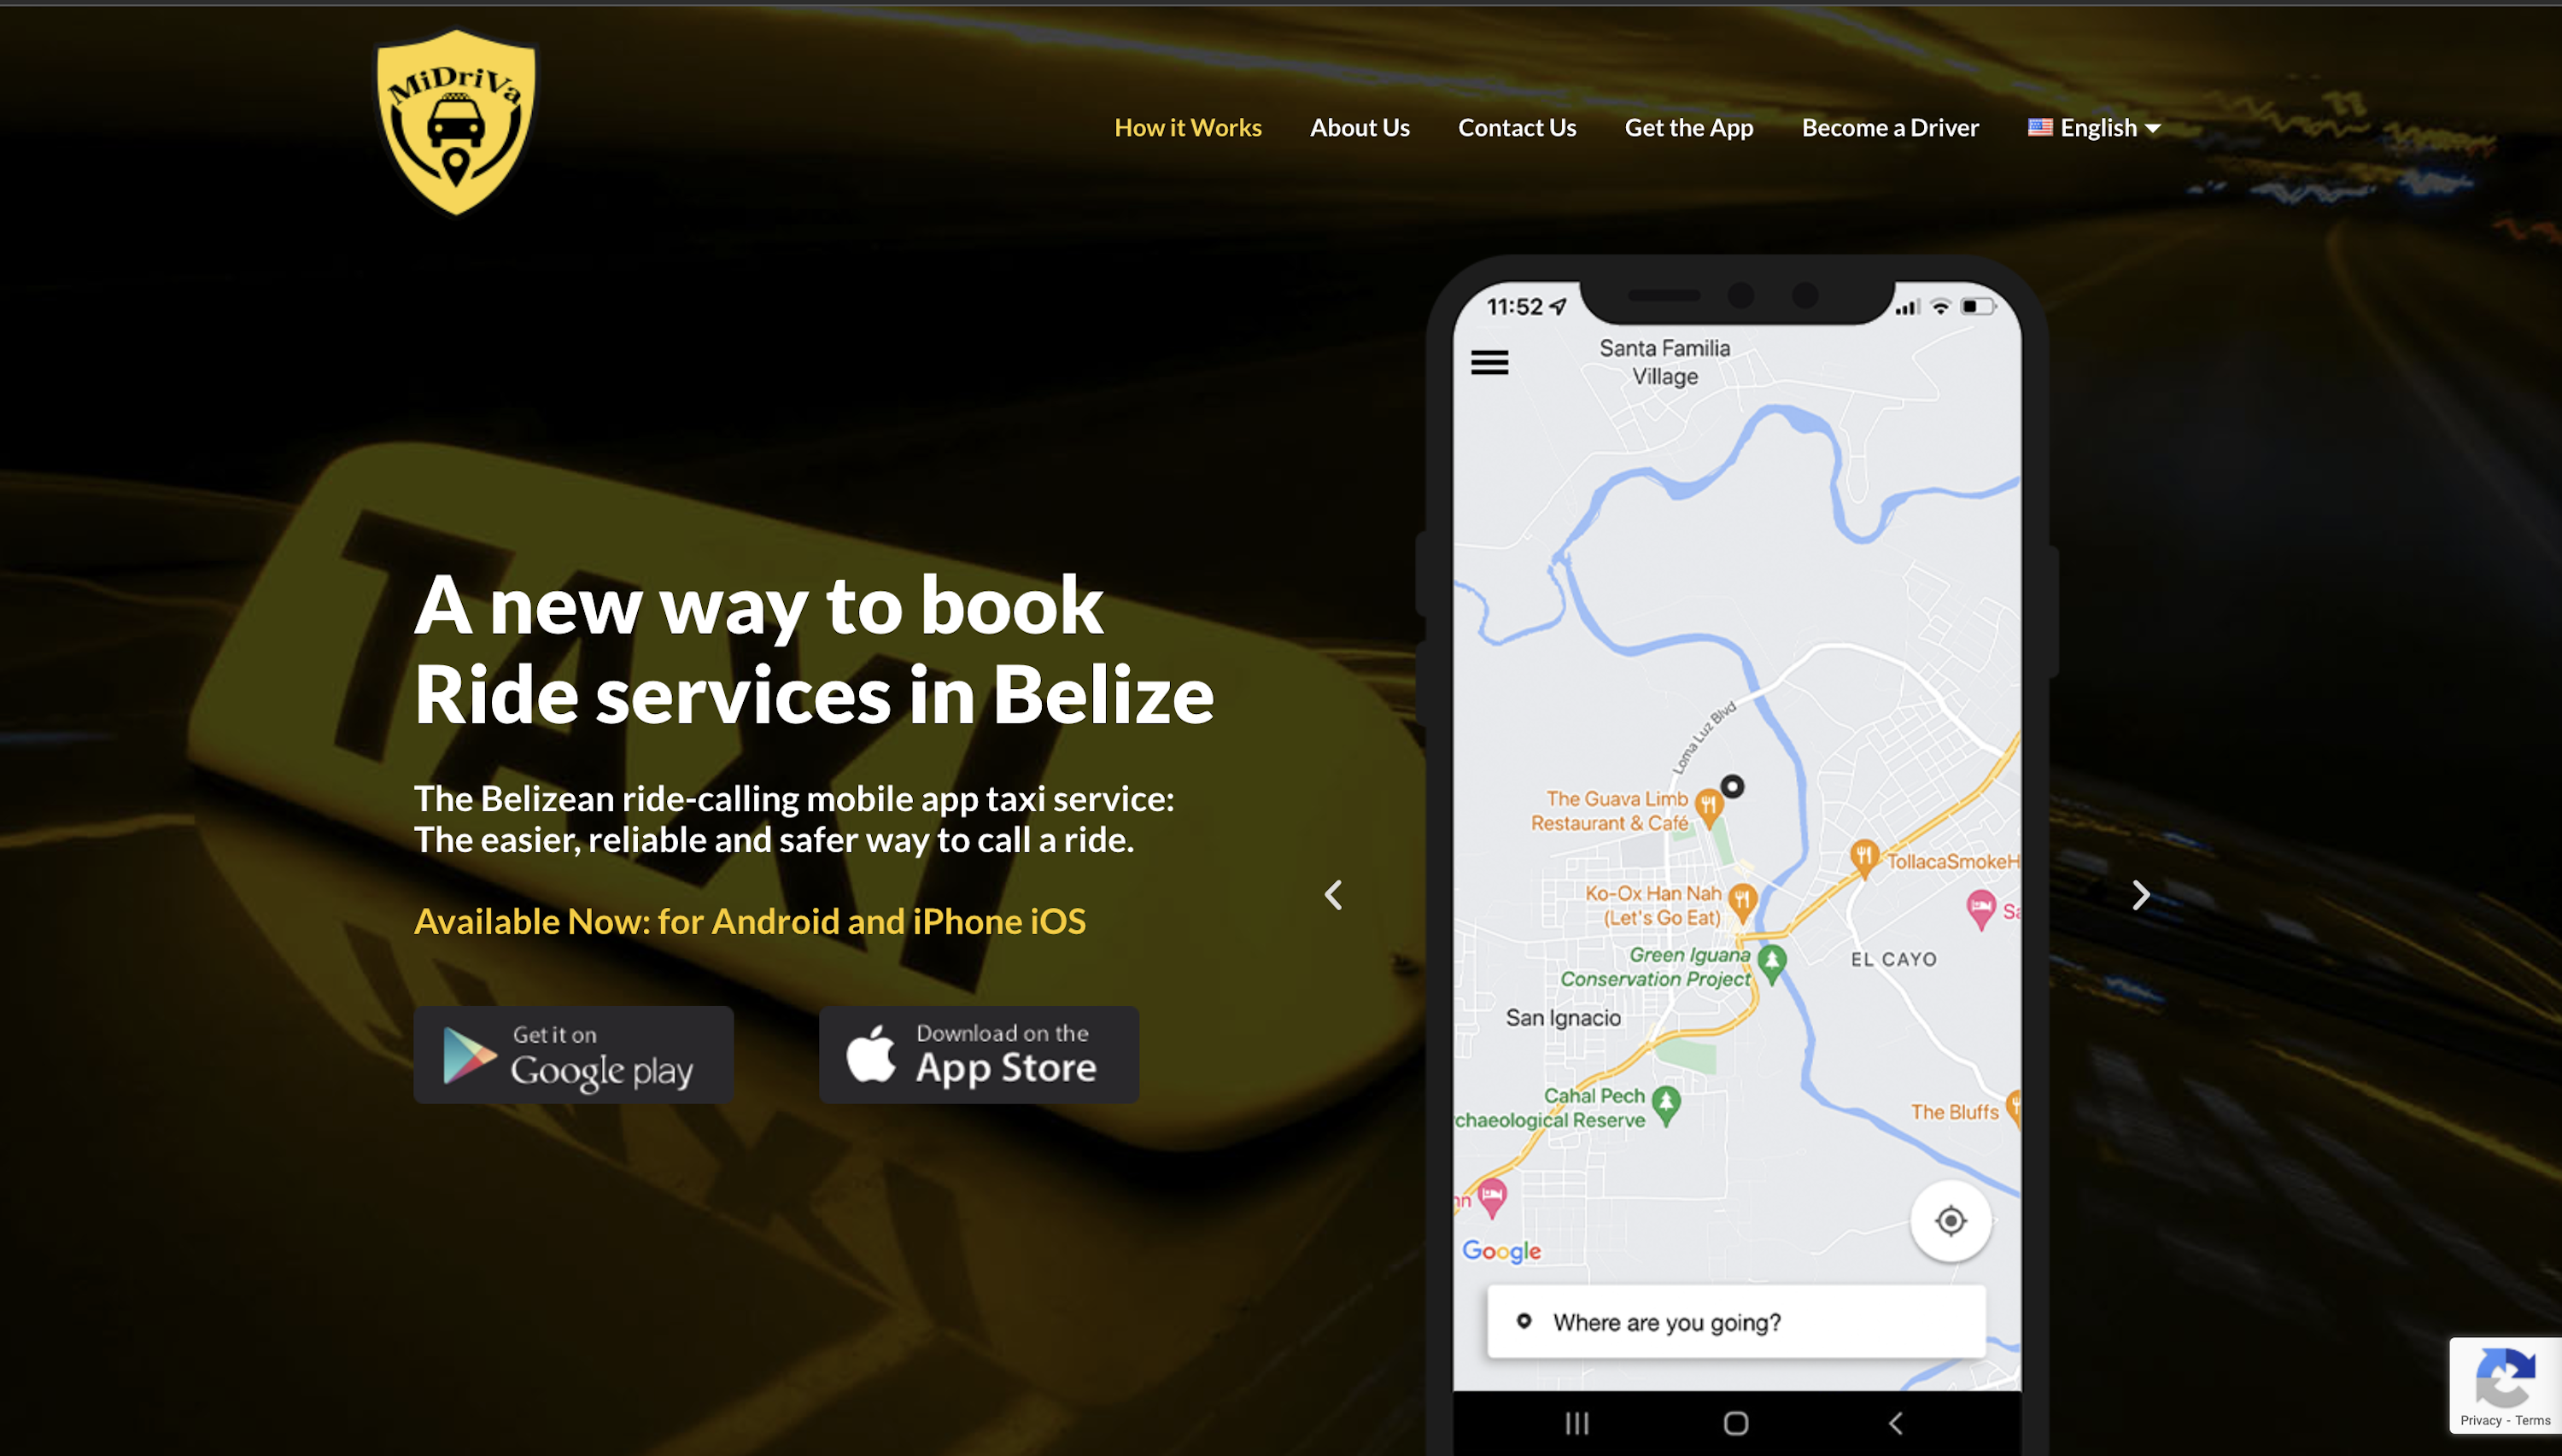 MiDriVa
How it Works
About Us
Contact Us
Get the App
Become a Driver
English
TAXI
A new way to book
Ride services in Belize
The Belizean ride-calling mobile app taxi service:
The easier, reliable and safer way to call a ride.
Available Now: for Android and iPhone iOS
Get it on
Google play
Download on the
App Store
11:52
Santa Familia
Village
Loma Luz Blvd
The Guava Limb
Restaurant & Café
TollacaSmokeH
Ko-Ox Han Nah
(Let's Go Eat)
Sa
Green Iguana
Conservation Project
EL CAYO
San Ignacio
Cahal Pech
chaeological Reserve
The Bluffs
nn
Google
Where are you going?
Privacy - Terms